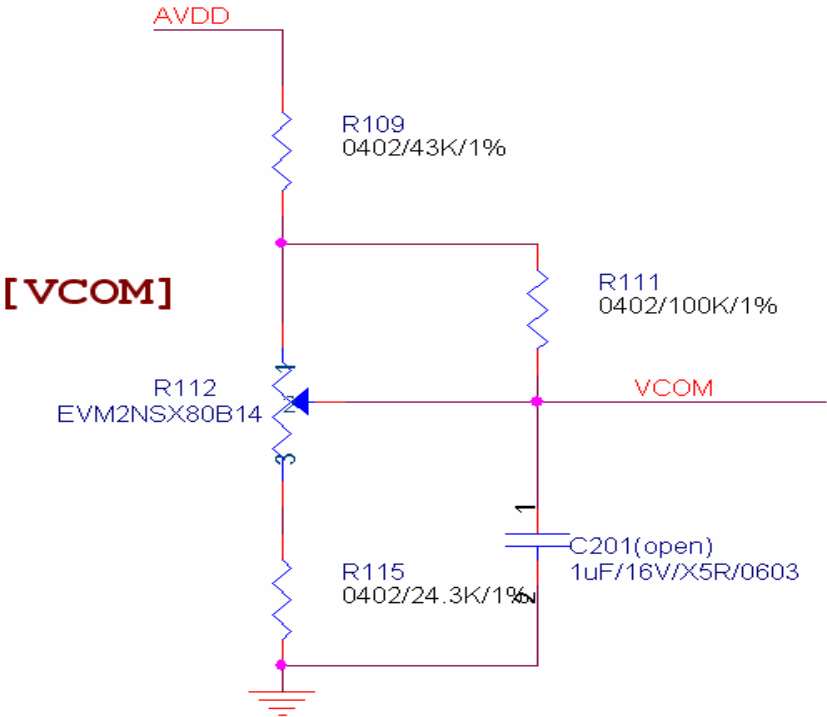 AVDD
R109
0402/43K/1%
[VCOM]
R111
0402/100K/1%
1
R112
EVM2NSX80B14
2
VCOM
3
1
C201(open)
1uF/16V/X5R/0603
R115
0402/24.3K/1%
2